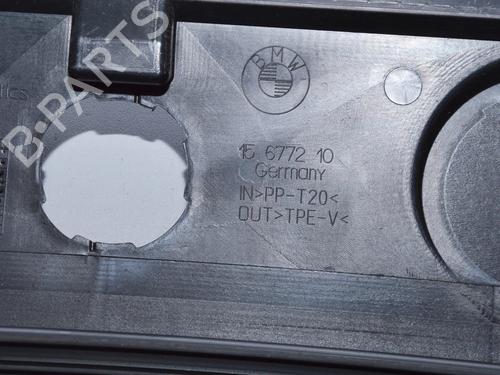 BMW
B-PARTS
15 6772 10
Germany
IN>PP-T20<
OUT>TPE-V<